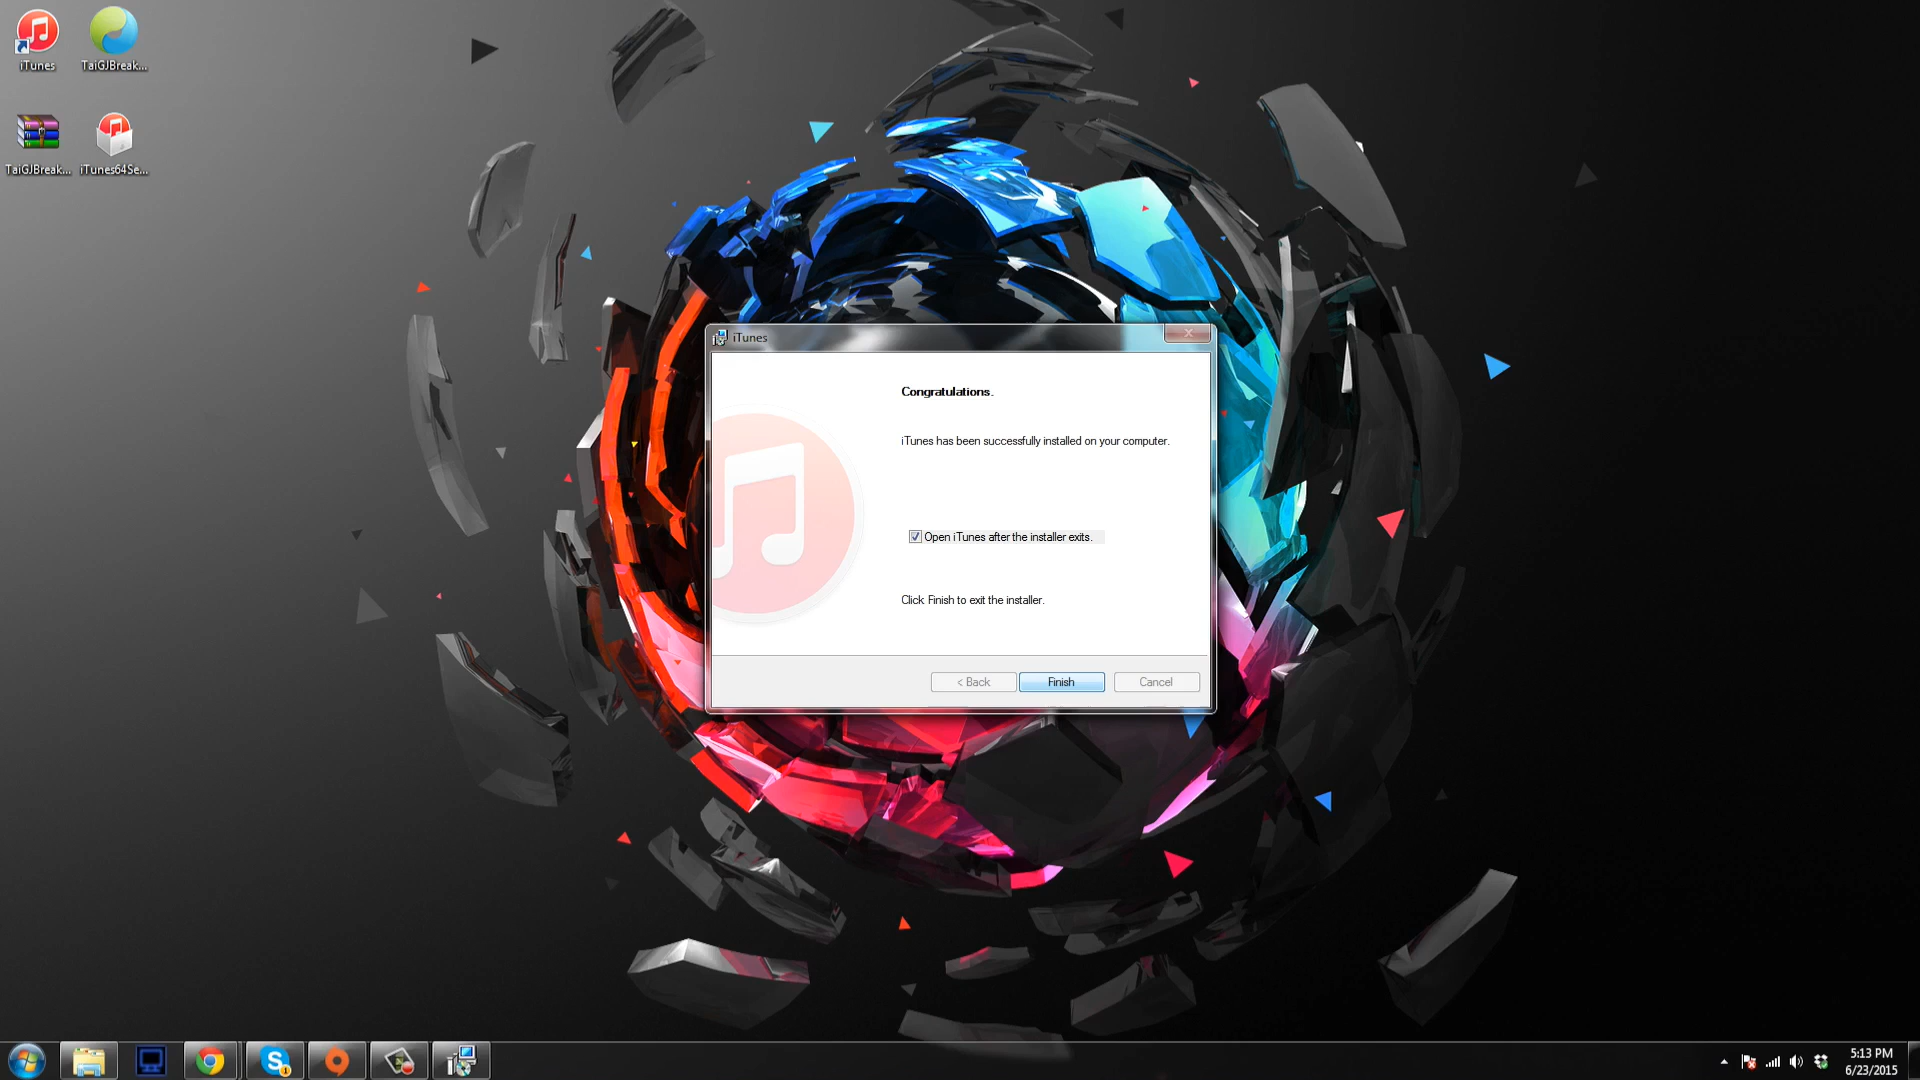 iTunes
TaiGJBreak...
TaiGJBreak...
iTunes64Se...
iTunes
Congratulations.
iTunes has been successfully installed on your computer.
Open iTunes after the installer exits.
Click Finish to exit the installer.
< Back
Finish
Cancel
5:13 PM
6/23/2015